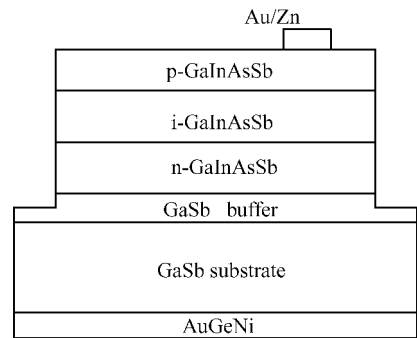 Au/Zn
p-GaInAsSb
i-GaInAsSb
n-GaInAsSb
GaSb buffer
GaSb substrate
AuGeNi